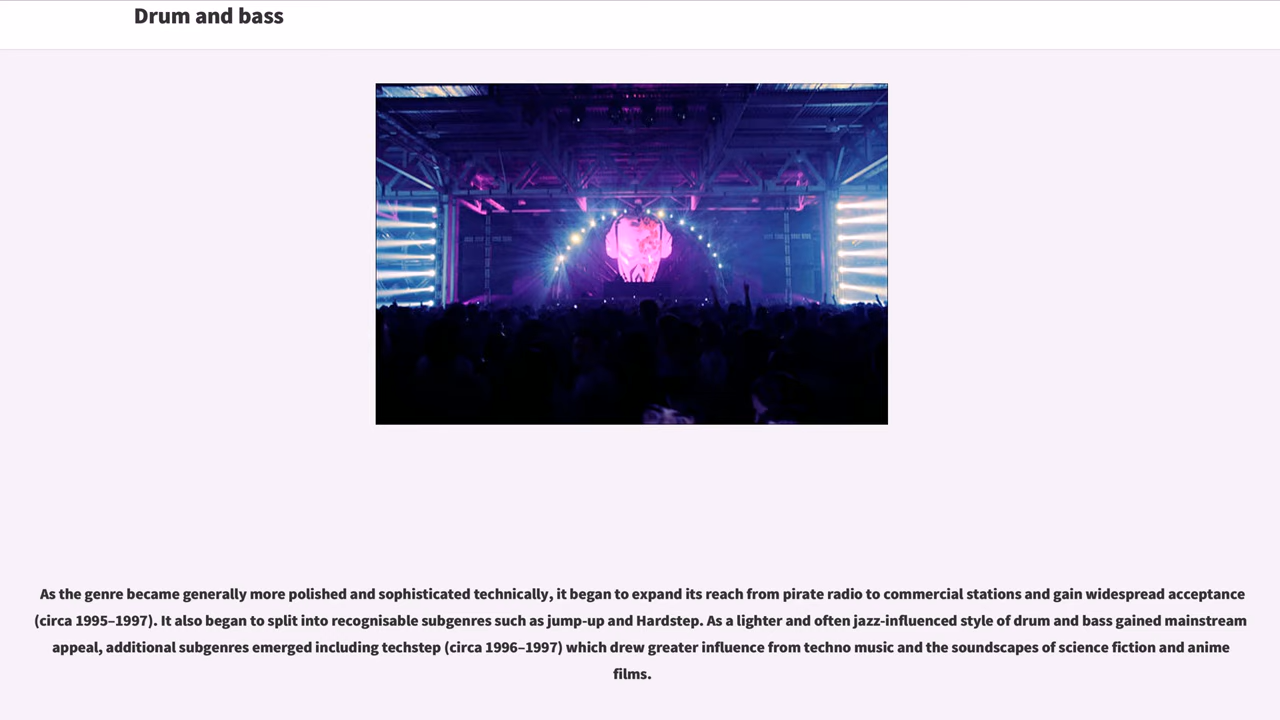 Drum and bass
As the genre became generally more polished and sophisticated technically, it began to expand its reach from pirate radio to commercial stations and gain widespread acceptance
(circa 1995–1997). It also began to split into recognisable subgenres such as jump-up and Hardstep. As a lighter and often jazz-influenced style of drum and bass gained mainstream
appeal, additional subgenres emerged including techstep (circa 1996–1997) which drew greater influence from techno music and the soundscapes of science fiction and anime
films.